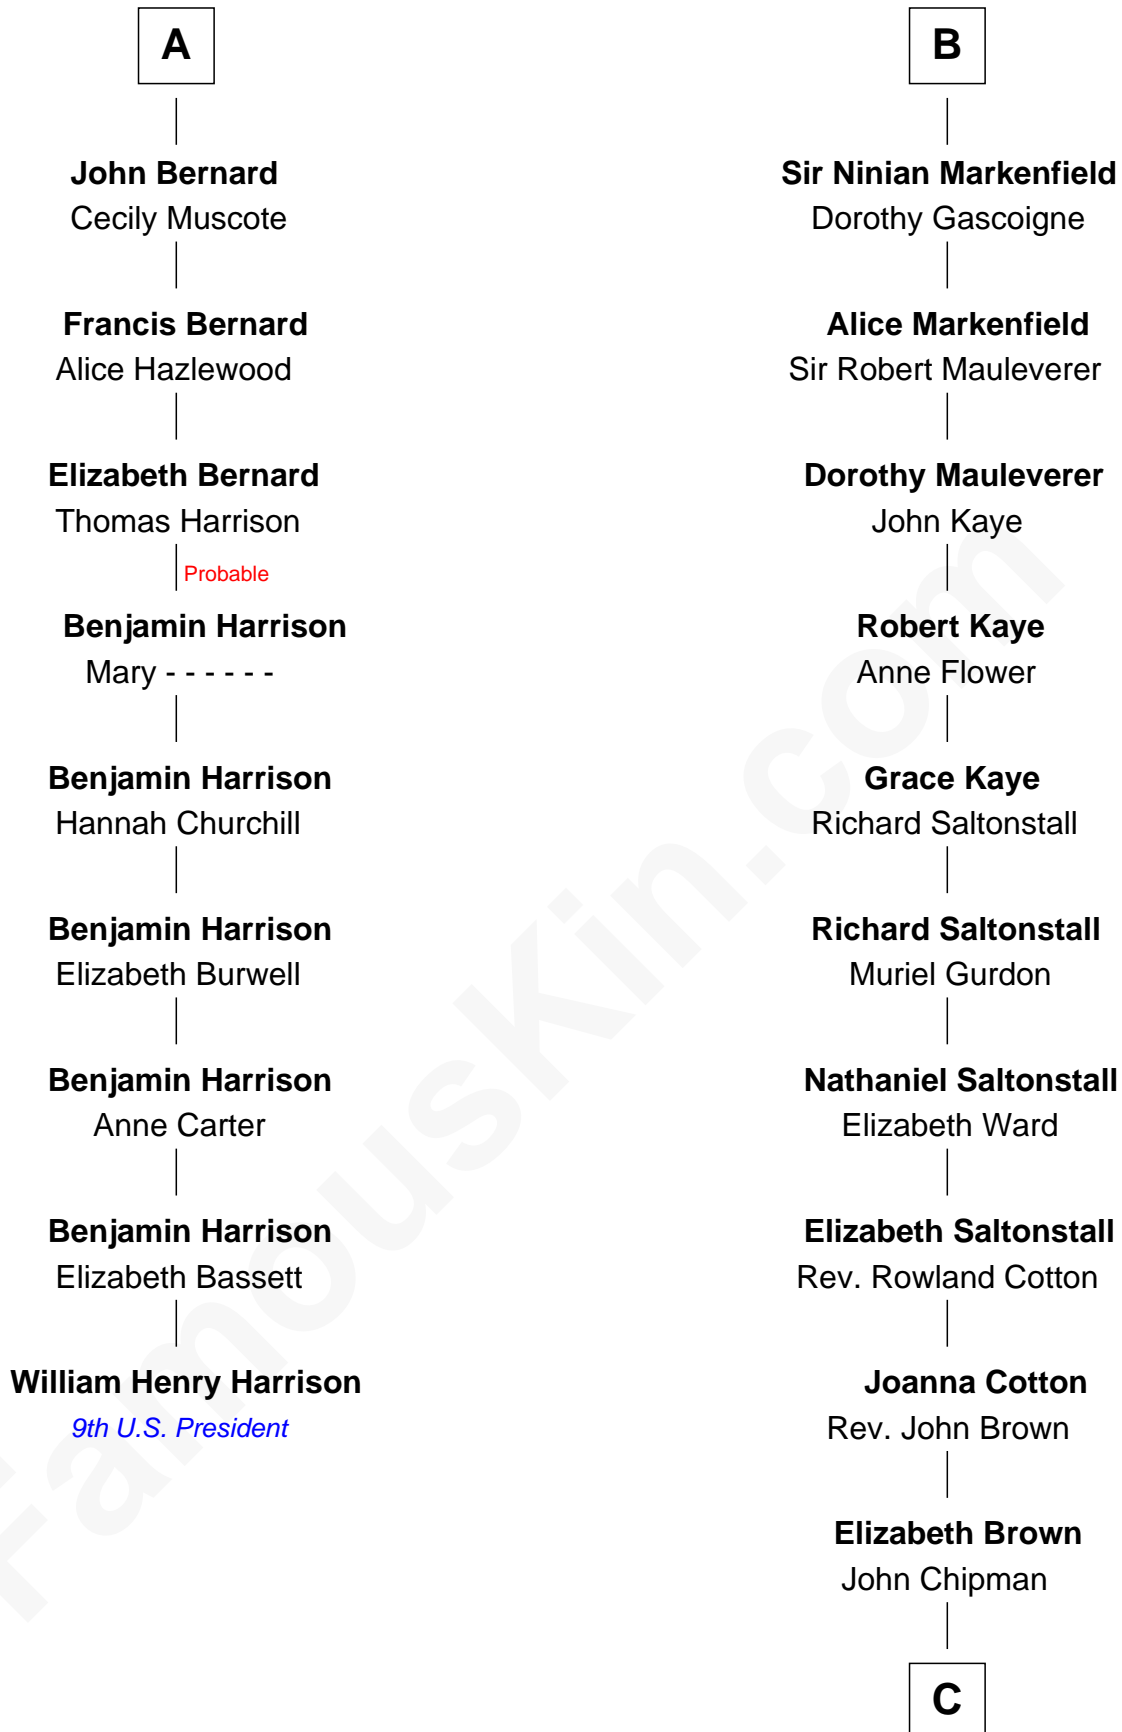 A
John Bernard
Cecily Muscote
Francis Bernard
Alice Hazlewood
Elizabeth Bernard
Thomas Harrison
Probable
Benjamin Harrison
Mary - - - - - -
Benjamin Harrison
Hannah Churchill
Benjamin Harrison
Elizabeth Burwell
Benjamin Harrison
Anne Carter
Benjamin Harrison
Elizabeth Bassett
William Henry Harrison
9th U.S. President
B
Sir Ninian Markenfield
Dorothy Gascoigne
Alice Markenfield
Sir Robert Mauleverer
Dorothy Mauleverer
John Kaye
Robert Kaye
Anne Flower
Grace Kaye
Richard Saltonstall
Richard Saltonstall
Muriel Gurdon
Nathaniel Saltonstall
Elizabeth Ward
Elizabeth Saltonstall
Rev. Rowland Cotton
Joanna Cotton
Rev. John Brown
Elizabeth Brown
John Chipman
C
FamousKin.com